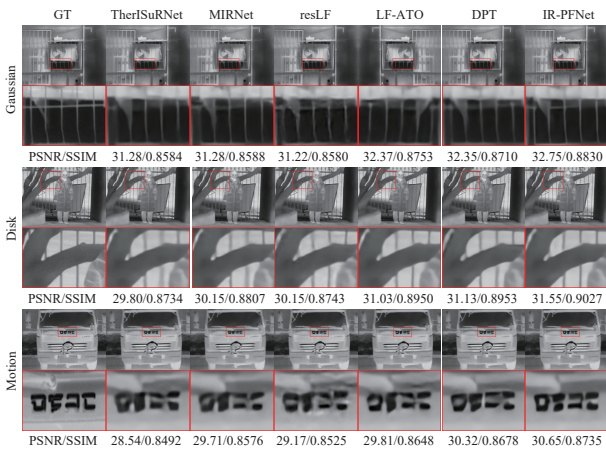 GT TherISuRNet MIRNet resLF LF-ATO DPT IR-PFNet
Gaussian
PSNR/SSIM 31.28/0.8584 31.28/0.8588 31.22/0.8580 32.37/0.8753 32.35/0.8710 32.75/0.8830
Disk
PSNR/SSIM 29.80/0.8734 30.15/0.8807 30.15/0.8743 31.03/0.8950 31.13/0.8953 31.55/0.9027
Motion
PSNR/SSIM 28.54/0.8492 29.71/0.8576 29.17/0.8525 29.81/0.8648 30.32/0.8678 30.65/0.8735